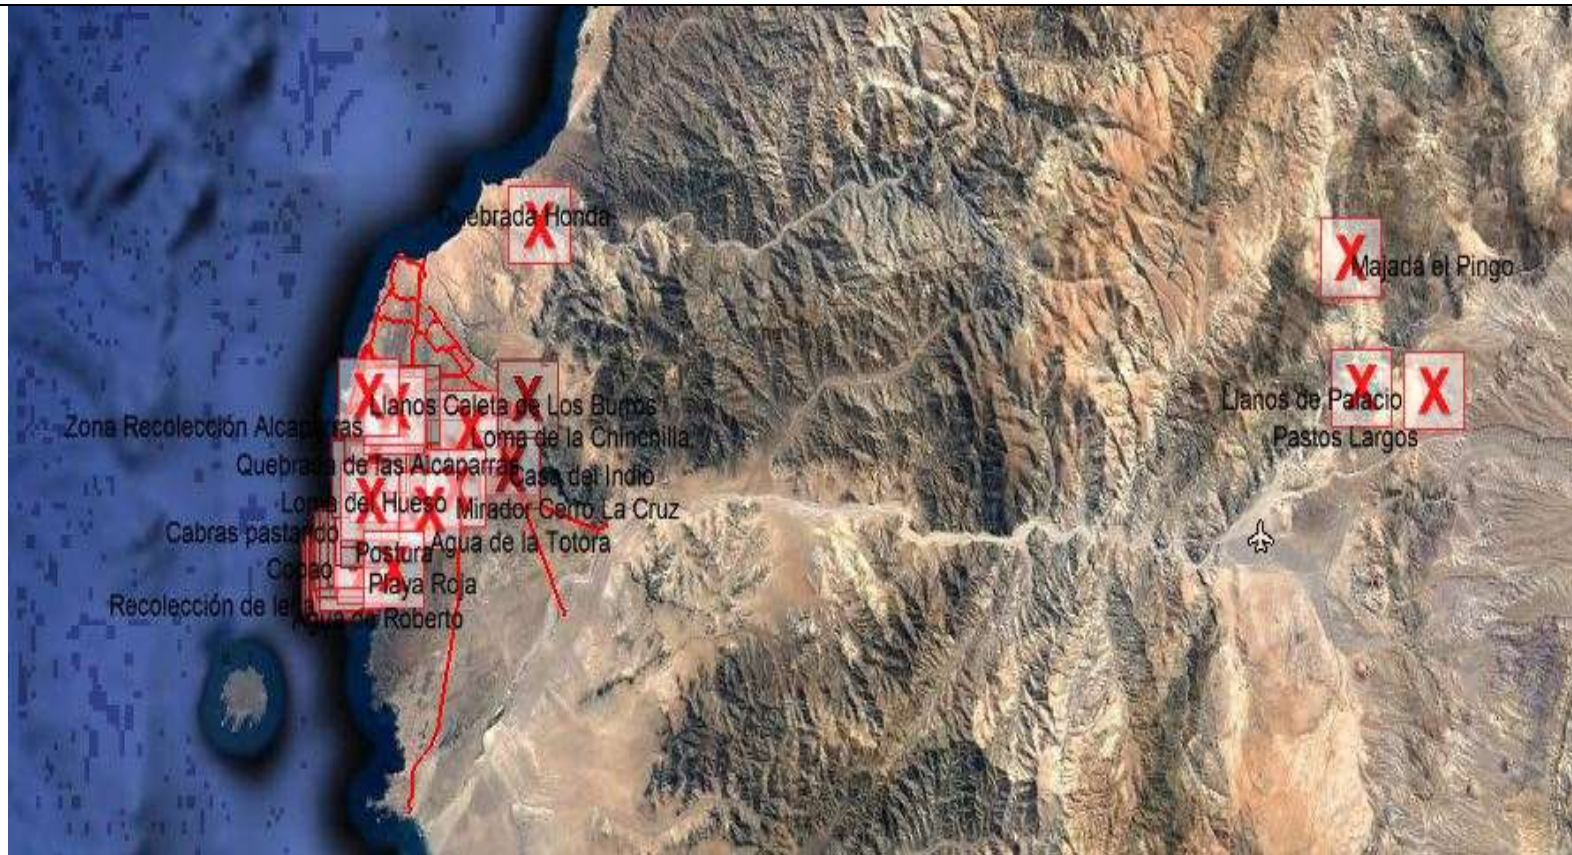 Quebrada Honda
Majada el Pingo
Llanos Caleta de Los Burros
Llanos de Palacio
Zona Recolección Alcaparras
Loma de la Chinchilla
Pastos Largos
Quebrada de las Alcaparras
Casa del Indio
Loma del Hueso
Mirador Cerro La Cruz
Cabras pastando
Agua de la Totora
Postura
Copao
Playa Roja
Recolección de leña
Agua de Roberto